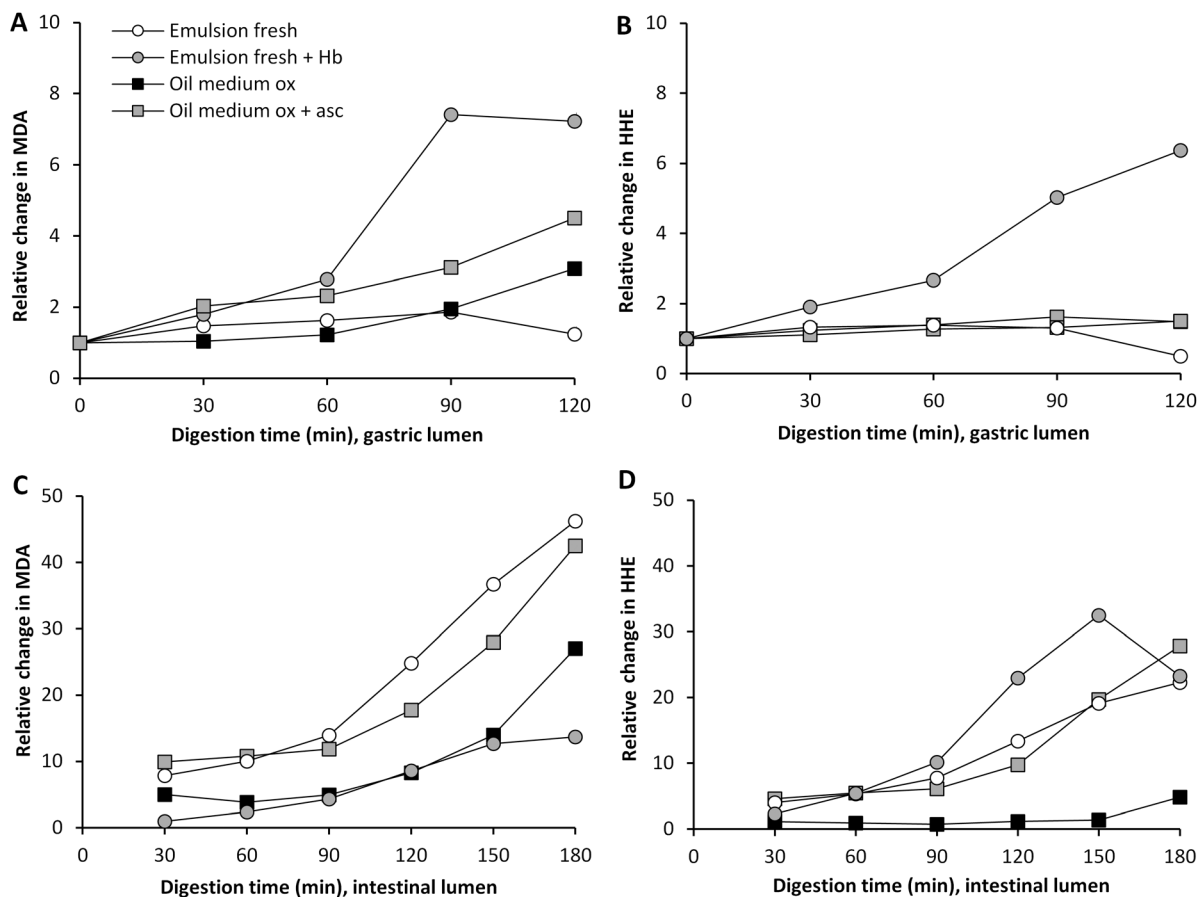 A
Relative change in MDA
10
8
6
4
2
0
Emulsion fresh
Emulsion fresh + Hb
Oil medium ox
Oil medium ox + asc
0 30 60 90 120
Digestion time (min), gastric lumen
B
Relative change in HHE
10
8
6
4
2
0
0 30 60 90 120
Digestion time (min), gastric lumen
C
Relative change in MDA
50
40
30
20
10
0
0 30 60 90 120 150 180
Digestion time (min), intestinal lumen
D
Relative change in HHE
50
40
30
20
10
0
0 30 60 90 120 150 180
Digestion time (min), intestinal lumen